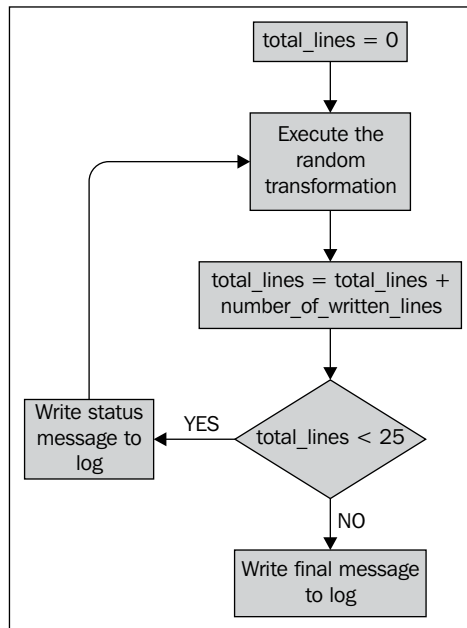 total_lines = 0
Execute the
random
transformation
total_lines = total_lines +
number_of_written_lines
total_lines < 25
YES
Write status
message to
log
NO
Write final message
to log